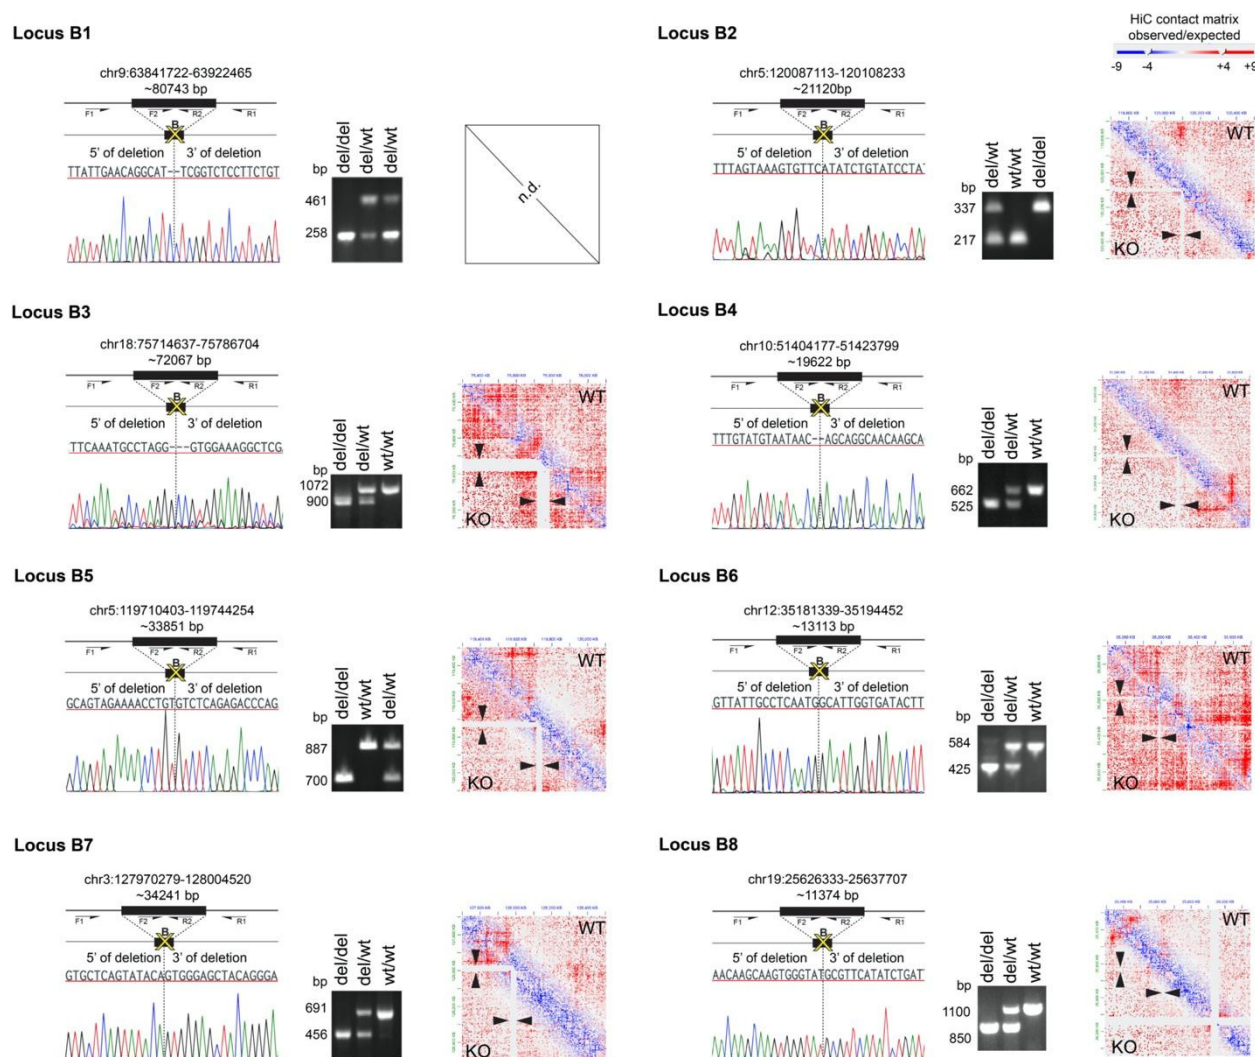 HiC contact matrix
observed/expected
-9 -4 +4 +9
Locus B1
chr9:63841722-63922465
~80743 bp
F1 F2 R2 R1
B
5' of deletion 3' of deletion
TTATTGAACAGGCAT--TCGGTCTCCTTCTGT
bp
del/del
del/wt
del/wt
461
258
n.d.
Locus B2
chr5:120087113-120108233
~21120bp
F1 F2 R2 R1
B
5' of deletion 3' of deletion
TTTAGTAAAGTGTTCATATCTGTATCCTA
bp
del/wt
wt/wt
del/del
337
217
WT
KO
Locus B3
chr18:75714637-75786704
~72067 bp
F1 F2 R2 R1
B
5' of deletion 3' of deletion
TTCAAATGCCTAGG---GTGGAAAGGCTCG
bp
del/del
del/wt
wt/wt
1072
900
WT
KO
Locus B4
chr10:51404177-51423799
~19622 bp
F1 F2 R2 R1
B
5' of deletion 3' of deletion
TTTGTATGTAATAAC--AGCAGGCAACAAGCA
bp
del/del
del/wt
wt/wt
662
525
WT
KO
Locus B5
chr5:119710403-119744254
~33851 bp
F1 F2 R2 R1
B
5' of deletion 3' of deletion
GCAGTAGAAAACCTGTGTCTCAGAGACCCAG
bp
del/del
wt/wt
del/wt
887
700
WT
KO
Locus B6
chr12:35181339-35194452
~13113 bp
F1 F2 R2 R1
B
5' of deletion 3' of deletion
GTTATTGCCTCAATGGCATTGGTGATACTT
bp
del/del
del/wt
wt/wt
584
425
WT
KO
Locus B7
chr3:127970279-128004520
~34241 bp
F1 F2 R2 R1
B
5' of deletion 3' of deletion
GTGCTCAGTATACAGTGGGAGCTACAGGGA
bp
del/del
del/wt
wt/wt
691
456
WT
KO
Locus B8
chr19:25626333-25637707
~11374 bp
F1 F2 R2 R1
B
5' of deletion 3' of deletion
AACAAGCAAGTGGGTATGCGTTCATATCTGAT
bp
del/del
del/wt
wt/wt
1100
850
WT
KO